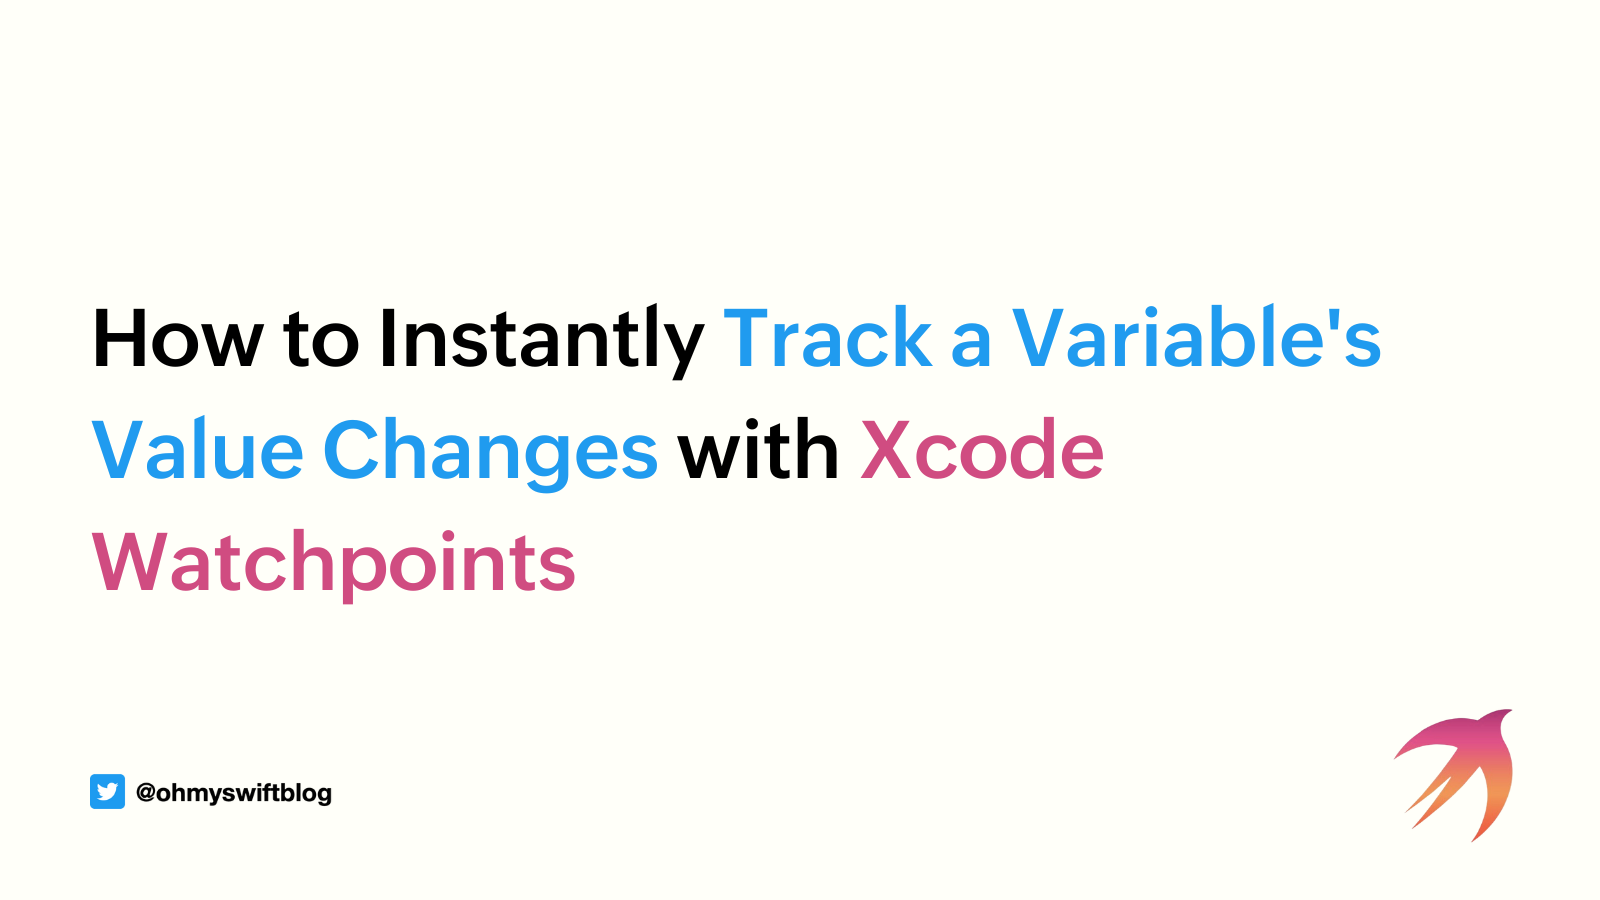 How to Instantly Track a Variable's
Value Changes with Xcode
Watchpoints
@ohmyswiftblog